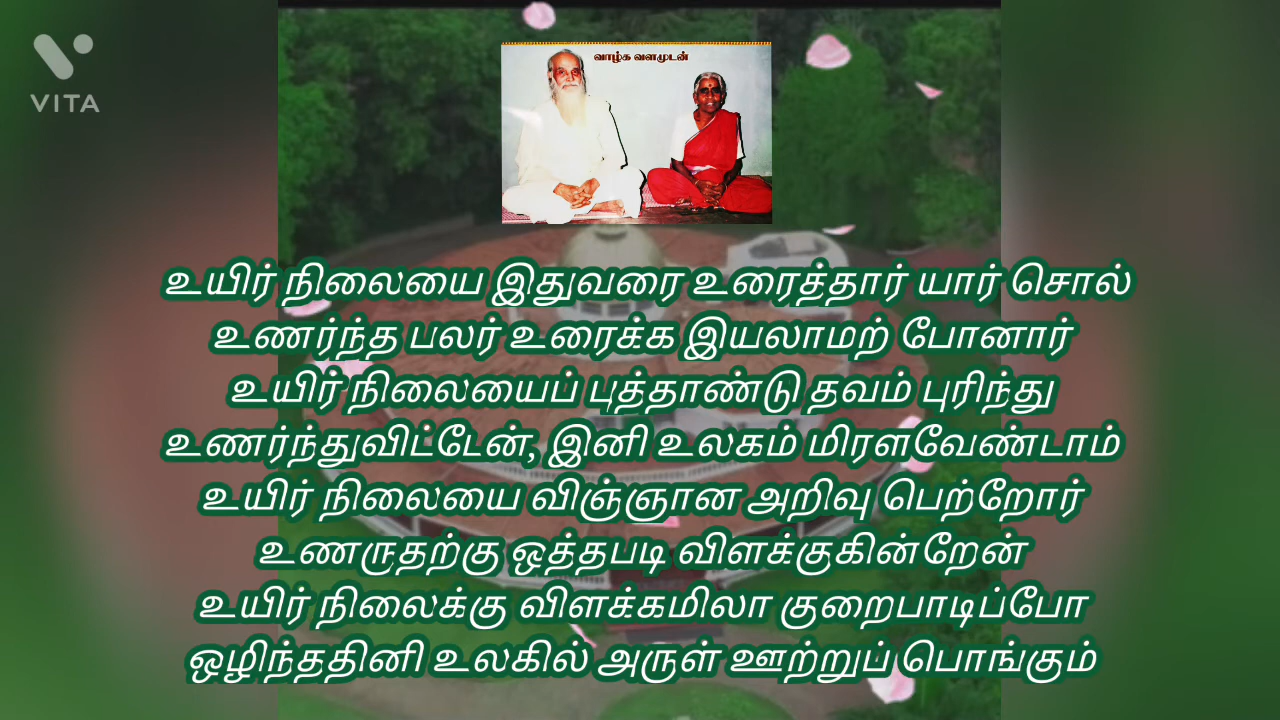 VITA
வாழ்க வளமுடன்
உயிர் நிலையை இதுவரை உரைத்தார் யார் சொல்
உணர்ந்த பலர் உரைக்க இயலாமற் போனார்
உயிர் நிலையைப் புத்தாண்டு தவம் புரிந்து
உணர்ந்துவிட்டேன், இனி உலகம் மிரளவேண்டாம்
உயிர் நிலையை விஞ்ஞான அறிவு பெற்றோர்
உணருதற்கு ஒத்தபடி விளக்குகின்றேன்
உயிர் நிலைக்கு விளக்கமிலா குறைபாடிப்போ
ஒழிந்ததினி உலகில் அருள் ஊற்றுப் பொங்கும்